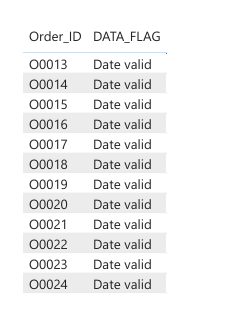 Order_ID DATA_FLAG
O0013 Date valid
O0014 Date valid
O0015 Date valid
O0016 Date valid
O0017 Date valid
O0018 Date valid
O0019 Date valid
O0020 Date valid
O0021 Date valid
O0022 Date valid
O0023 Date valid
O0024 Date valid